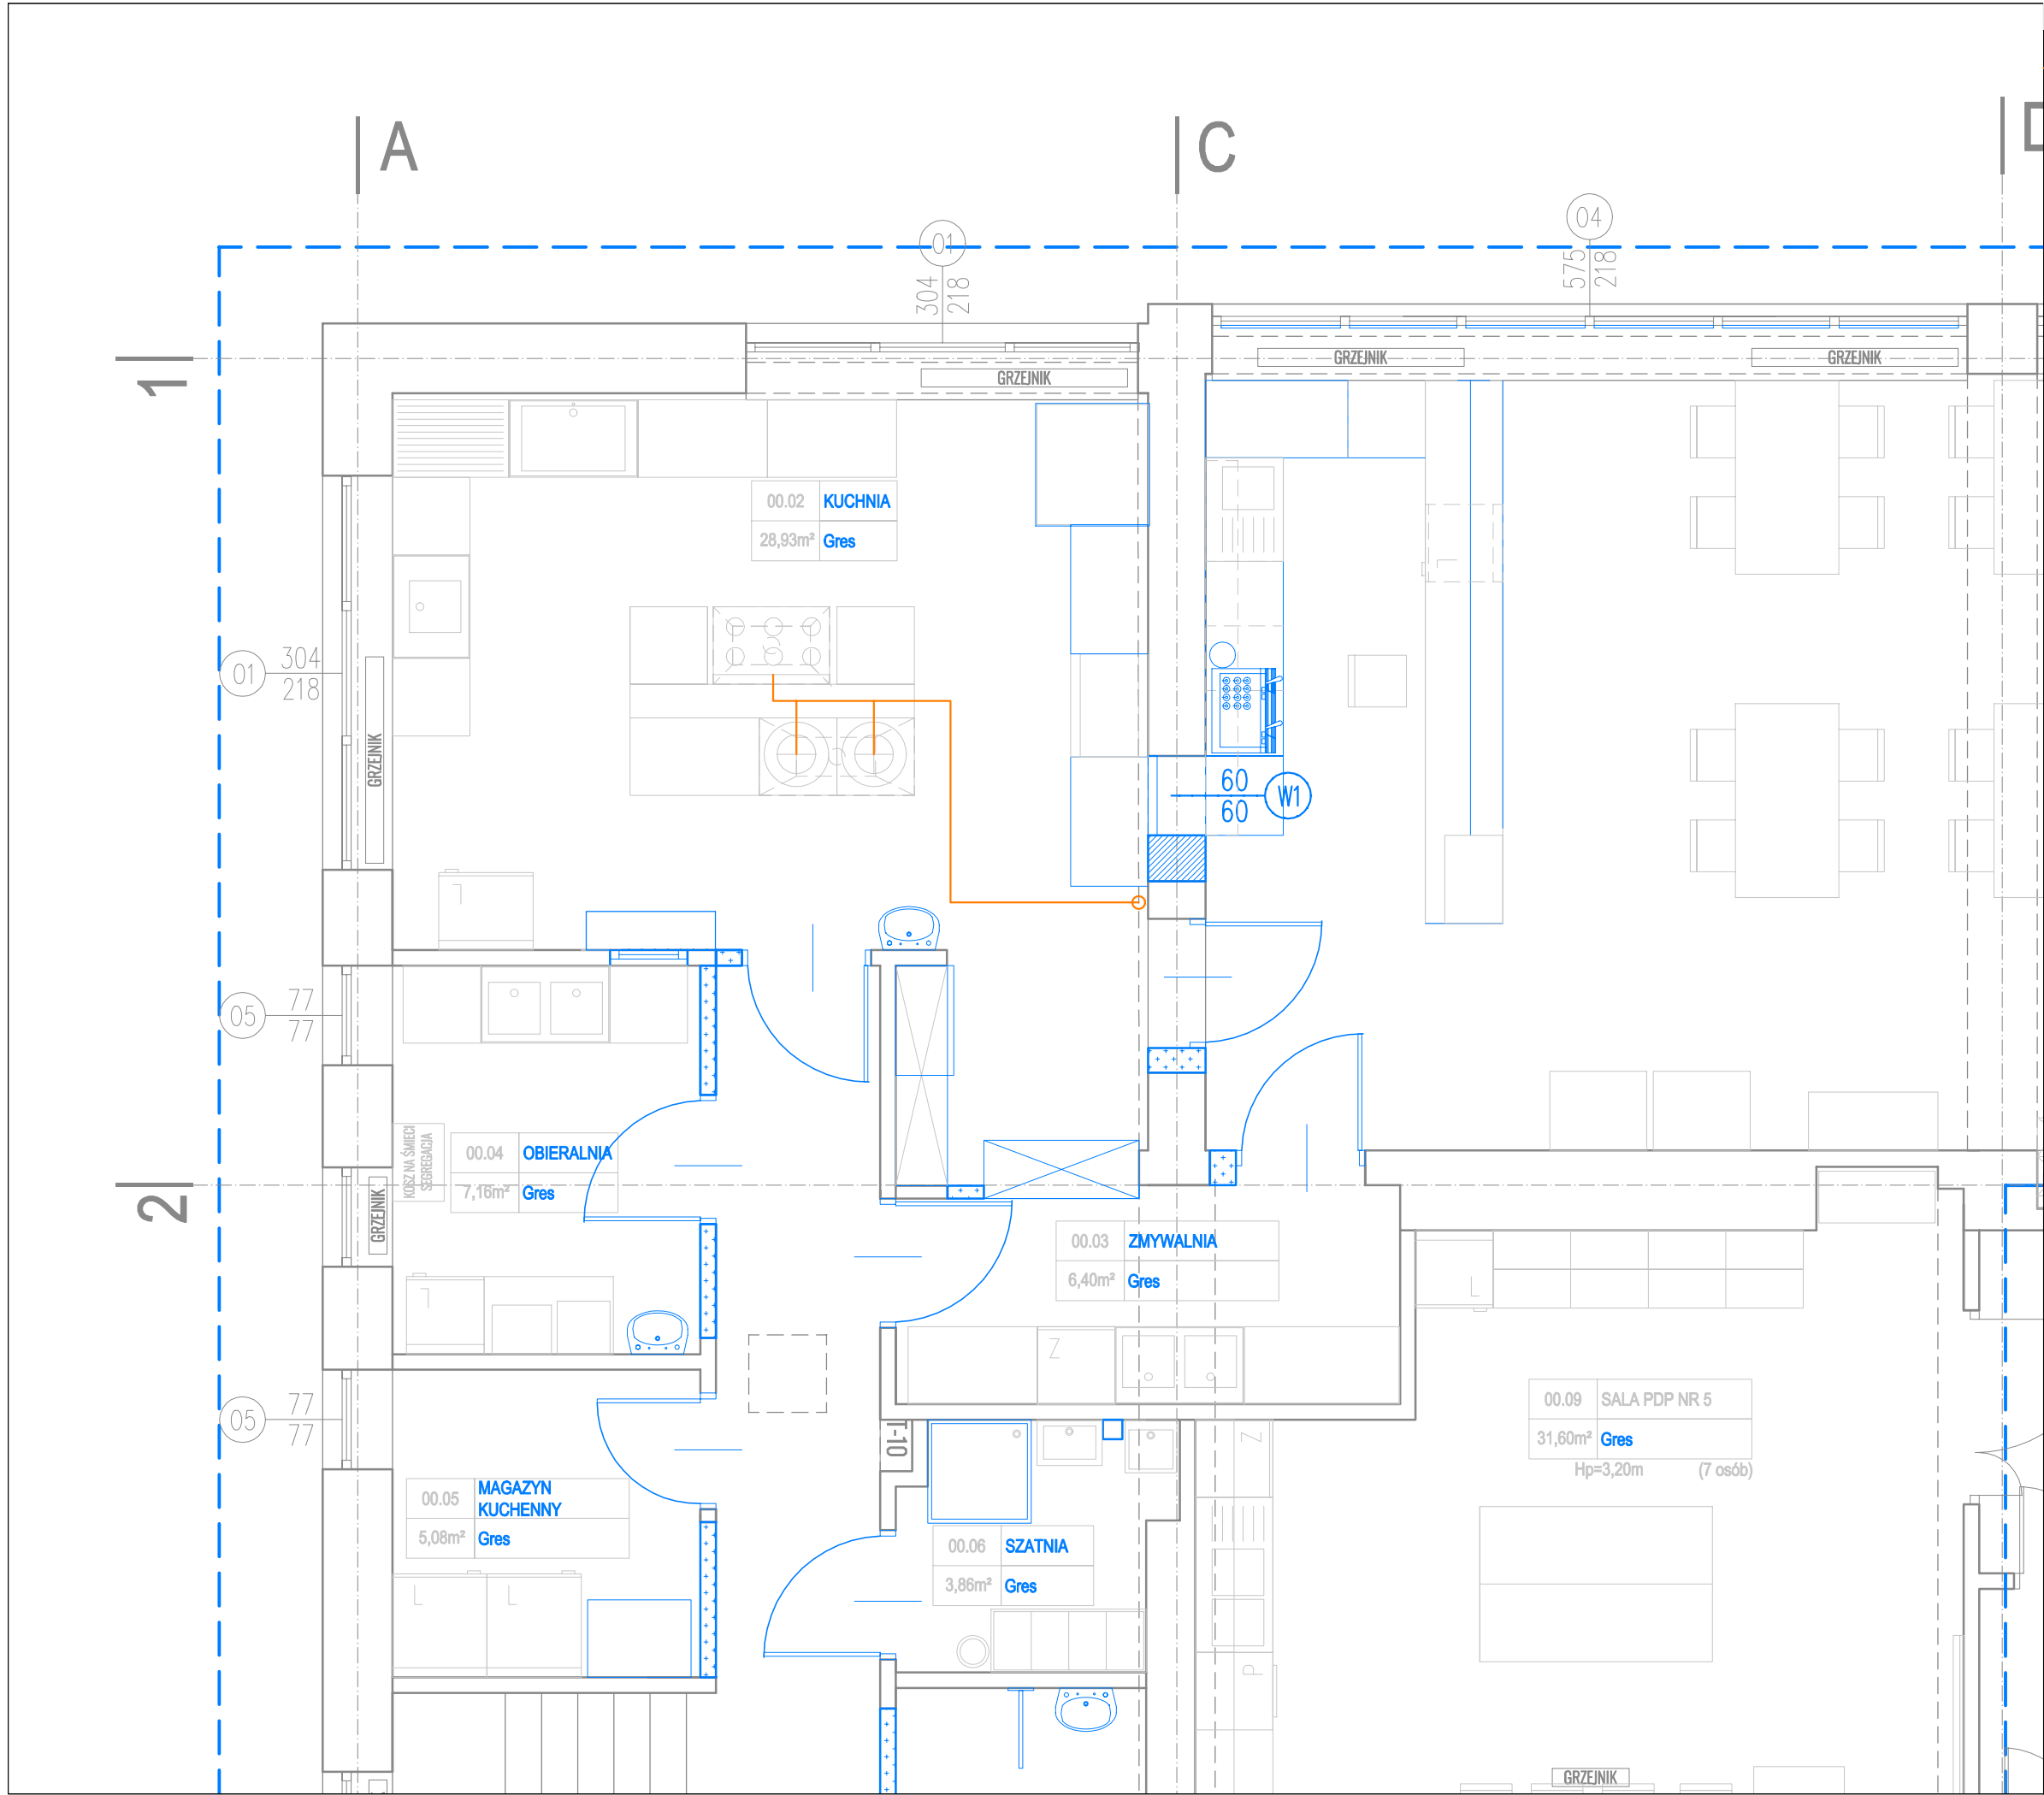 A
C
D
01
304
218
04
575
218
1
GRZEJNIK
GRZEJNIK
GRZEJNIK
00.02 KUCHNIA
28,93m² Gres
01
304
218
GRZEJNIK
60
60
W1
05
77
77
KOSZ NA ŚMIECI
SEGREGACJA
00.04 OBIERALNIA
7,16m² Gres
GRZEJNIK
2
00.03 ZMYWALNIA
6,40m² Gres
Z
L
L
05
77
77
T-10
Z
00.09 SALA PDP NR 5
31,60m² Gres
Hp=3,20m (7 osób)
00.05 MAGAZYN
KUCHENNY
5,08m² Gres
00.06 SZATNIA
3,86m² Gres
L
L
P
GRZEJNIK